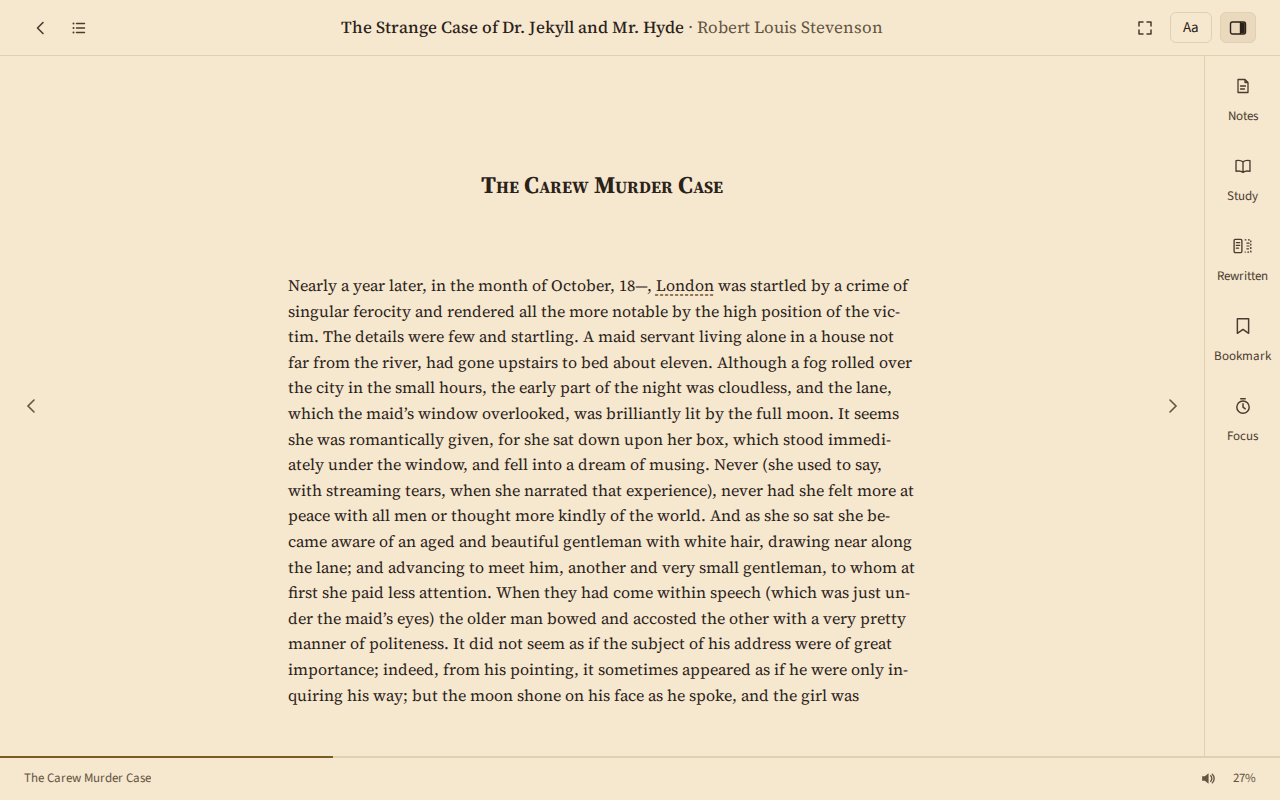 The Strange Case of Dr. Jekyll and Mr. Hyde · Robert Louis Stevenson
Aa
Notes
Study
Rewritten
Bookmark
Focus
The Carew Murder Case
Nearly a year later, in the month of October, 18—, London was startled by a crime of
singular ferocity and rendered all the more notable by the high position of the vic-
tim. The details were few and startling. A maid servant living alone in a house not
far from the river, had gone upstairs to bed about eleven. Although a fog rolled over
the city in the small hours, the early part of the night was cloudless, and the lane,
which the maid’s window overlooked, was brilliantly lit by the full moon. It seems
she was romantically given, for she sat down upon her box, which stood immedi-
ately under the window, and fell into a dream of musing. Never (she used to say,
with streaming tears, when she narrated that experience), never had she felt more at
peace with all men or thought more kindly of the world. And as she so sat she be-
came aware of an aged and beautiful gentleman with white hair, drawing near along
the lane; and advancing to meet him, another and very small gentleman, to whom at
first she paid less attention. When they had come within speech (which was just un-
der the maid’s eyes) the older man bowed and accosted the other with a very pretty
manner of politeness. It did not seem as if the subject of his address were of great
importance; indeed, from his pointing, it sometimes appeared as if he were only in-
quiring his way; but the moon shone on his face as he spoke, and the girl was
The Carew Murder Case
27%